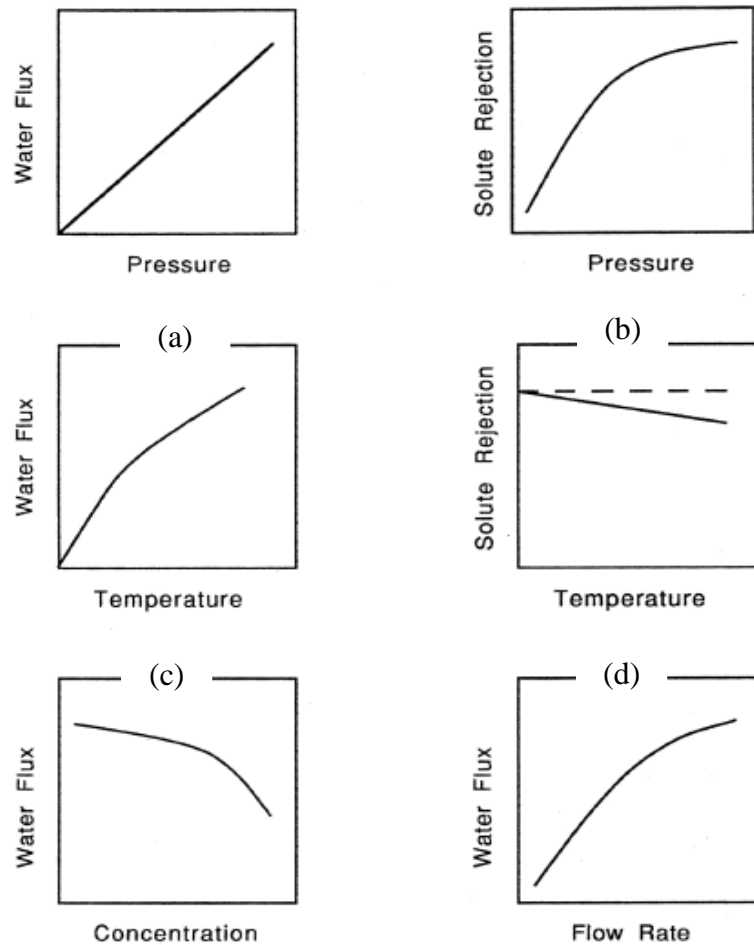 Water Flux
Pressure
Solute Rejection
Pressure
(a)
(b)
Water Flux
Temperature
Solute Rejection
Temperature
(c)
(d)
Water Flux
Concentration
Water Flux
Flow Rate